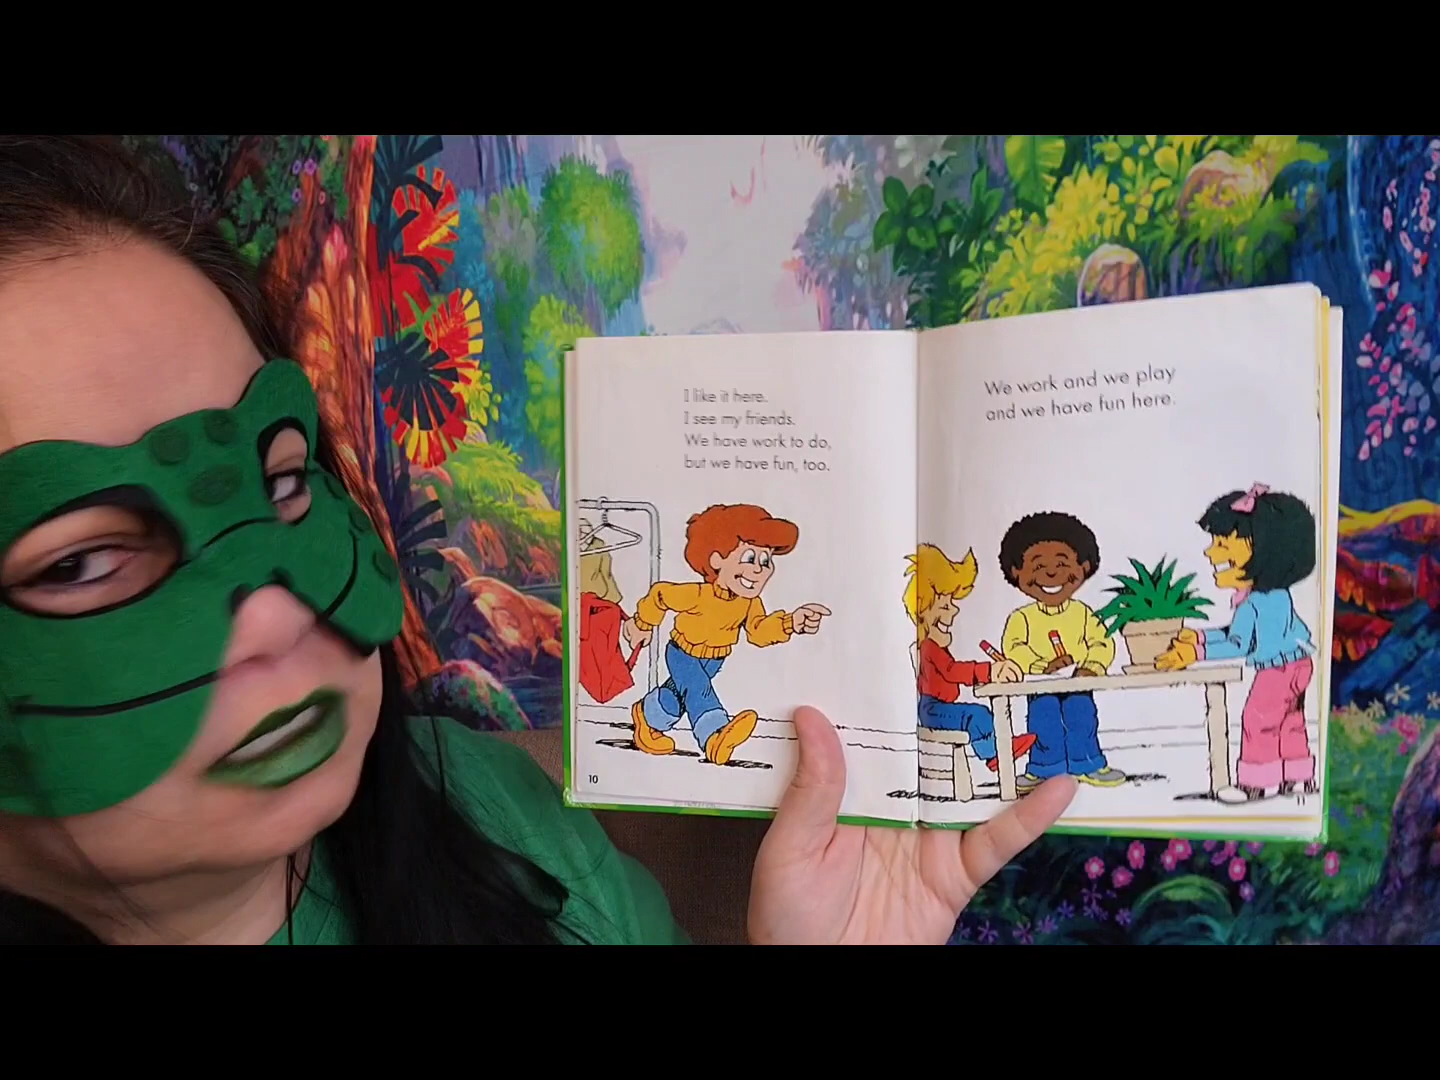 I like it here.
I see my friends.
We have work to do,
but we have fun, too.
10
We work and we play
and we have fun here.
11